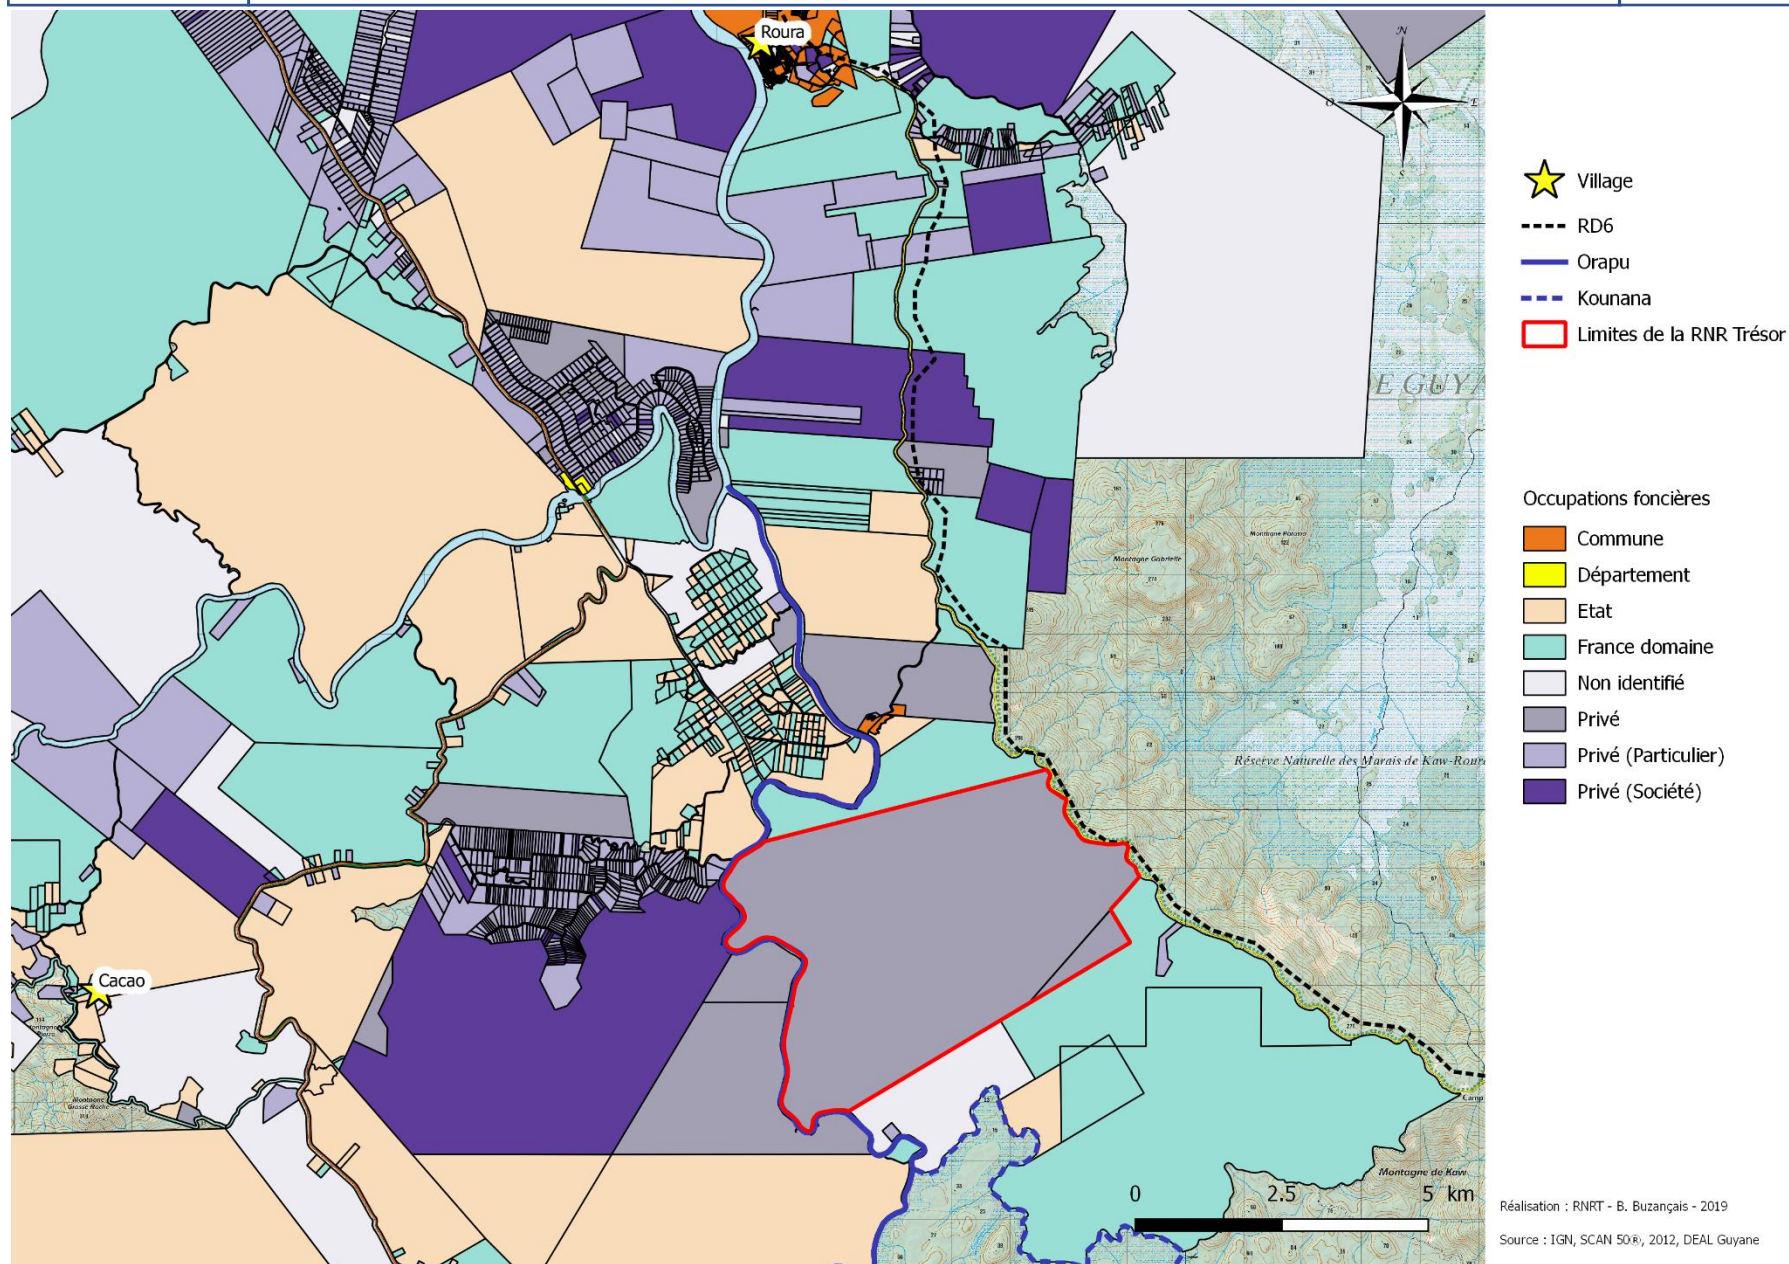 Roura
N
O
E
S
Village
RD6
Orapu
Kounana
Limites de la RNR Trésor
E GUYA
Occupations foncières
Commune
Département
Etat
France domaine
Non identifié
Privé
Privé (Particulier)
Privé (Société)
Montagne Gabrielle
Réserve Naturelle des Marais de Kaw-Roura
Cacao
Camp
Montagne de Kaw
0 2.5 5 km
Réalisation : RNRT - B. Buzançais - 2019
Source : IGN, SCAN 50®, 2012, DEAL Guyane